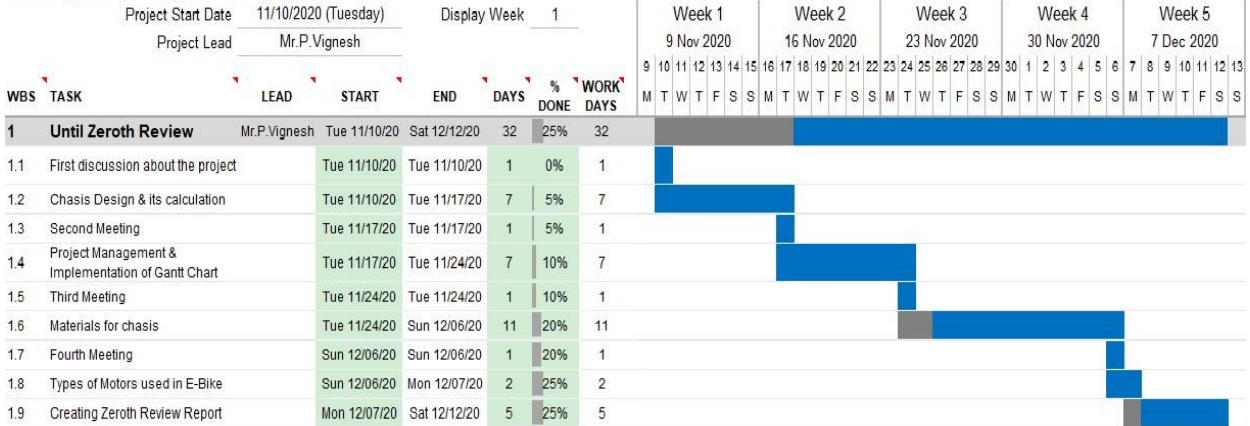 Project Start Date 11/10/2020 (Tuesday) Display Week 1 Week 1 Week 2 Week 3 Week 4 Week 5
Project Lead Mr.P.Vignesh 9 Nov 2020 16 Nov 2020 23 Nov 2020 30 Nov 2020 7 Dec 2020
9 10 11 12 13 14 15 16 17 18 19 20 21 22 23 24 25 26 27 28 29 30 1 2 3 4 5 6 7 8 9 10 11 12 13
WBS TASK LEAD START END DAYS % DONE WORK DAYS M T W T F S S M T W T F S S M T W T F S S M T W T F S S M T W T F S S
1 Until Zeroth Review Mr.P.Vignesh Tue 11/10/20 Sat 12/12/20 32 25% 32
1.1 First discussion about the project Tue 11/10/20 Tue 11/10/20 1 0% 1
1.2 Chasis Design & its calculation Tue 11/10/20 Tue 11/17/20 7 5% 7
1.3 Second Meeting Tue 11/17/20 Tue 11/17/20 1 5% 1
1.4 Project Management &
Implementation of Gantt Chart Tue 11/17/20 Tue 11/24/20 7 10% 7
1.5 Third Meeting Tue 11/24/20 Tue 11/24/20 1 10% 1
1.6 Materials for chasis Tue 11/24/20 Sun 12/06/20 11 20% 11
1.7 Fourth Meeting Sun 12/06/20 Sun 12/06/20 1 20% 1
1.8 Types of Motors used in E-Bike Sun 12/06/20 Mon 12/07/20 2 25% 2
1.9 Creating Zeroth Review Report Mon 12/07/20 Sat 12/12/20 5 25% 5